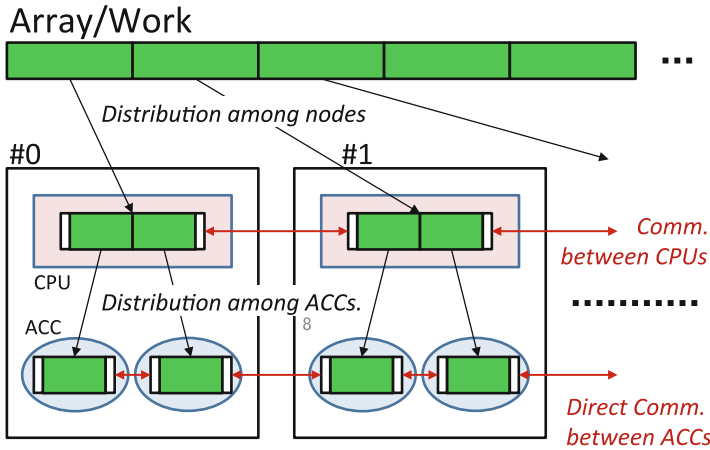 Array/Work
...
Distribution among nodes
#0
#1
Comm.
between CPUs
CPU
Distribution among ACCs.
...........
8
ACC
Direct Comm.
between ACCs